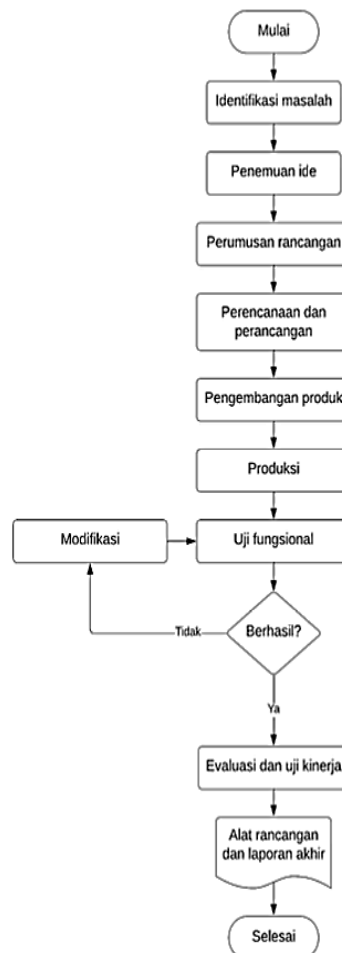 Mulai
Identifikasi masalah
Penemuan ide
Perumusan rancangan
Perencanaan dan
perancangan
Pengembangan produk
Produksi
Modifikasi
Uji fungsional
Tidak
Berhasil?
Ya
Evaluasi dan uji kinerja
Alat rancangan
dan laporan akhir
Selesai